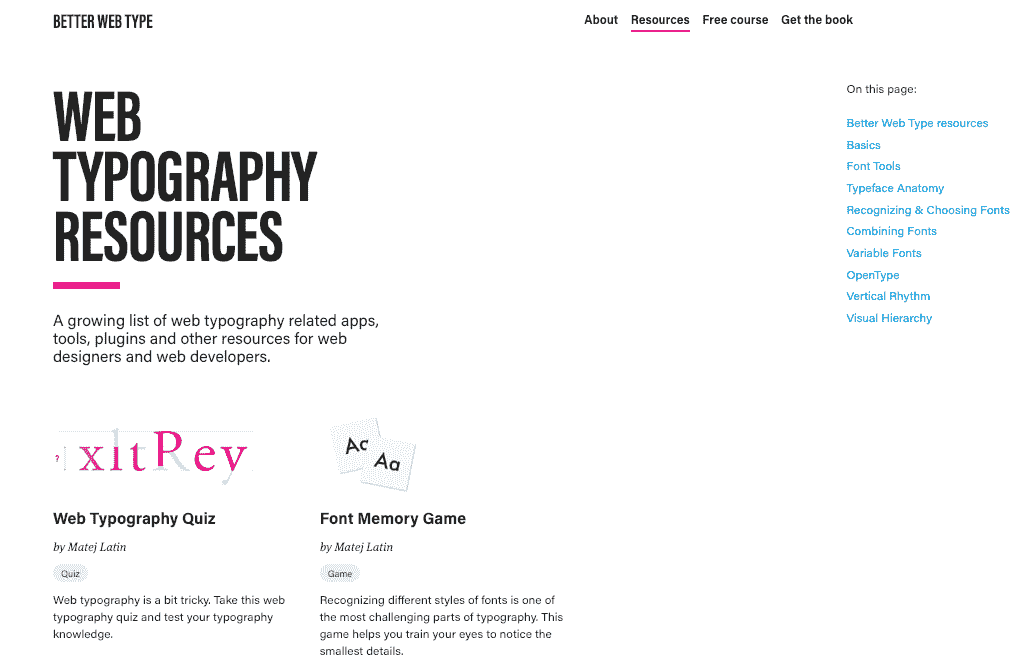 BETTER WEB TYPE
About Resources Free course Get the book
WEB
TYPOGRAPHY
RESOURCES
A growing list of web typography related apps,
tools, plugins and other resources for web
designers and web developers.
On this page:
Better Web Type resources
Basics
Font Tools
Typeface Anatomy
Recognizing & Choosing Fonts
Combining Fonts
Variable Fonts
OpenType
Vertical Rhythm
Visual Hierarchy
? xltRey
Web Typography Quiz
by Matej Latin
Quiz
Web typography is a bit tricky. Take this web
typography quiz and test your typography
knowledge.
Ac
Aa
Font Memory Game
by Matej Latin
Game
Recognizing different styles of fonts is one of
the most challenging parts of typography. This
game helps you train your eyes to notice the
smallest details.